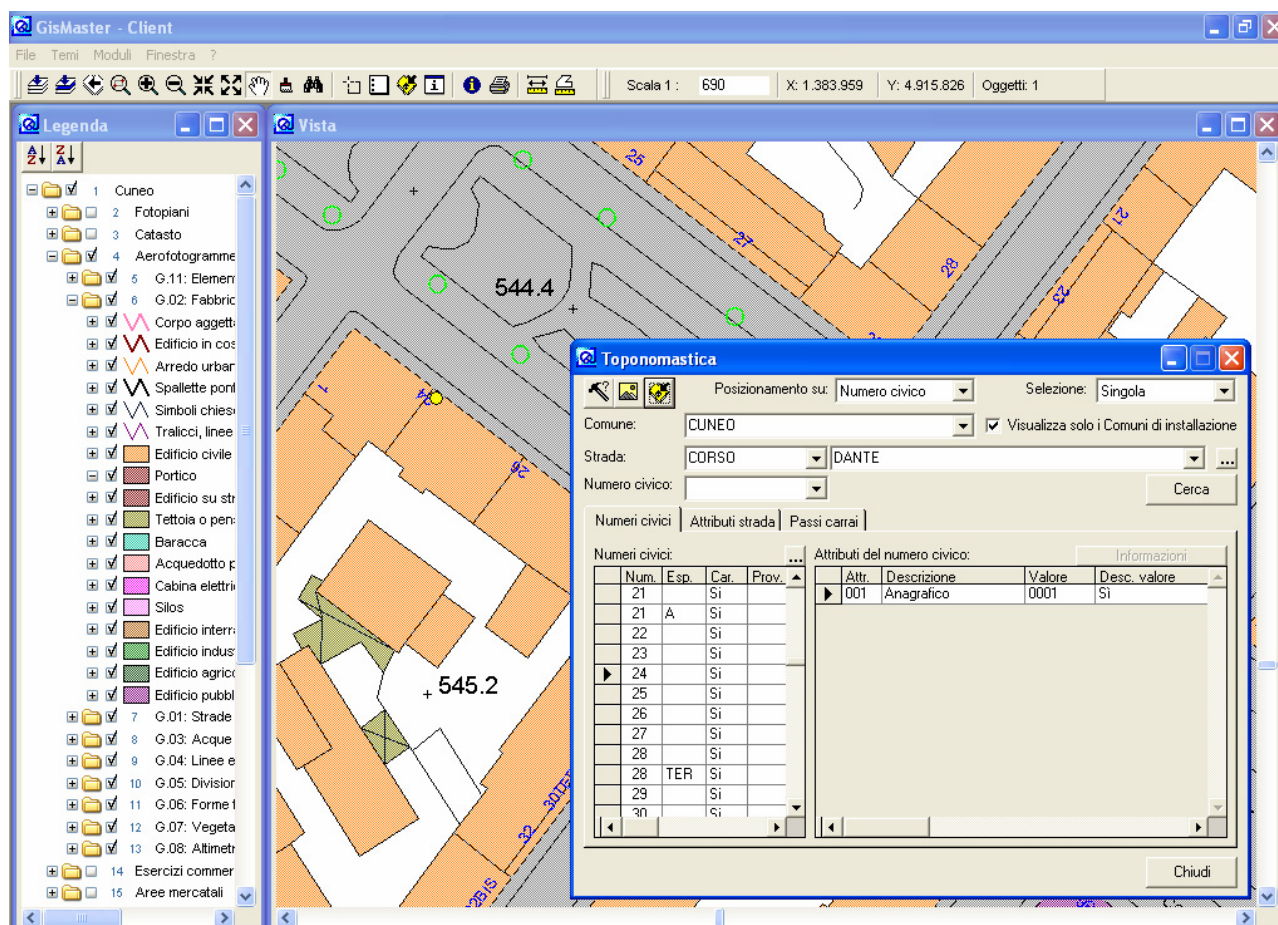 GisMaster - Client
File Temi Moduli Finestra ?
Scala 1 : 690 X: 1.383.959 Y: 4.915.826 Oggetti: 1
Legenda
1 Cuneo
2 Fotopiani
3 Catasto
4 Aerofotogramme
5 G.11: Elemen
6 G.02: Fabbric
Corpo aggett
Edificio in cos
Arredo urban
Spallette pont
Simboli chies
Tralicci, linee
Edificio civile
Portico
Edificio su str
Tettoia o pen
Baracca
Acquedotto p
Cabina elettri
Silos
Edificio interr
Edificio indus
Edificio agric
Edificio pubbl
7 G.01: Strade
8 G.03: Acque
9 G.04: Linee e
10 G.05: Division
11 G.06: Forme f
12 G.07: Vegeta
13 G.08: Altimetr
14 Esercizi commer
15 Aree mercatali
Vista
25
21
27
28
23
544.4
1
24
26
545.2
32
Toponomastica
Posizionamento su: Numero civico Selezione: Singola
Comune: CUNEO Visualizza solo i Comuni di installazione
Strada: CORSO DANTE ...
Numero civico: Cerca
Numeri civici Attributi strada Passi carrai
Numeri civici: ...
Num. Esp. Car. Prov.
21 Si
21 A Si
22 Si
23 Si
24 Si
25 Si
26 Si
27 Si
28 Si
28 TER Si
29 Si
30 Si
Attributi del numero civico: Informazioni
Attr. Descrizione Valore Desc. valore
001 Anagrafico 0001 Sì
Chiudi